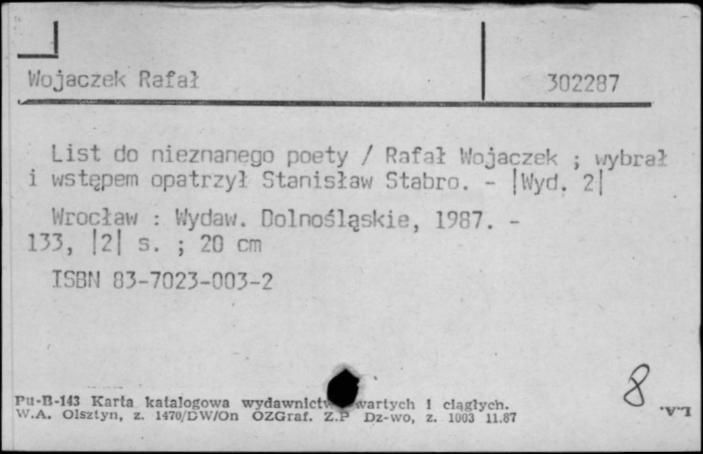 Wojaczek Rafał 302287
List do nieznanego poety / Rafał Wojaczek ; wybrał
i wstępem opatrzył Stanisław Stabro. - |Wyd. 2|
Wrocław : Wydaw. Dolnośląskie, 1987. -
133, |2| s. ; 20 cm
ISBN 83-7023-003-2
8
Pu-B-143 Karta katalogowa wydawnictw zwartych i ciągłych.
W.A. Olsztyn, z. 1470/DW/On OZGraf. Z.P Dz-wo, z. 1003 11.87